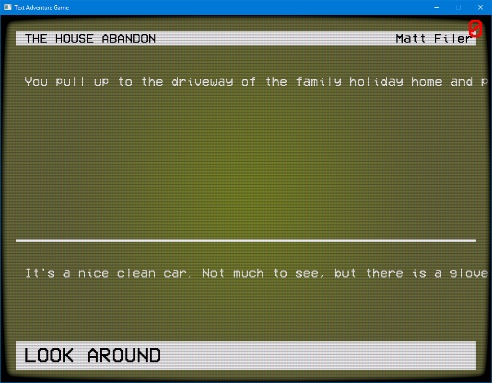 Text Adventure Game
THE HOUSE ABANDON Matt Filer
You pull up to the driveway of the family holiday home and p
It's a nice clean car. Not much to see, but there is a glove
LOOK AROUND